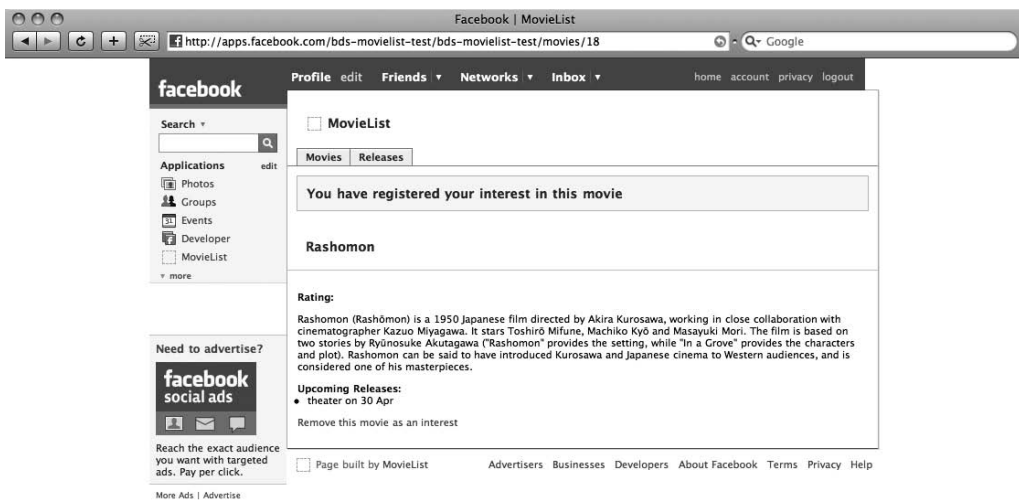 Facebook | MovieList
http://apps.facebook.com/bds-movielist-test/bds-movielist-test/movies/18
Google
facebook
Profile edit Friends Networks Inbox
home account privacy logout
Search
Applications edit
Photos
Groups
31 Events
Developer
MovieList
more
MovieList
Movies Releases
You have registered your interest in this movie
Rashomon
Rating:
Rashomon (Rashōmon) is a 1950 Japanese film directed by Akira Kurosawa, working in close collaboration with
cinematographer Kazuo Miyagawa. It stars Toshirō Mifune, Machiko Kyō and Masayuki Mori. The film is based on
two stories by Ryūnosuke Akutagawa ("Rashomon" provides the setting, while "In a Grove" provides the characters
and plot). Rashomon can be said to have introduced Kurosawa and Japanese cinema to Western audiences, and is
considered one of his masterpieces.
Upcoming Releases:
• theater on 30 Apr
Remove this movie as an interest
Need to advertise?
facebook
social ads
Reach the exact audience
you want with targeted
ads. Pay per click.
More Ads | Advertise
Page built by MovieList
Advertisers Businesses Developers About Facebook Terms Privacy Help